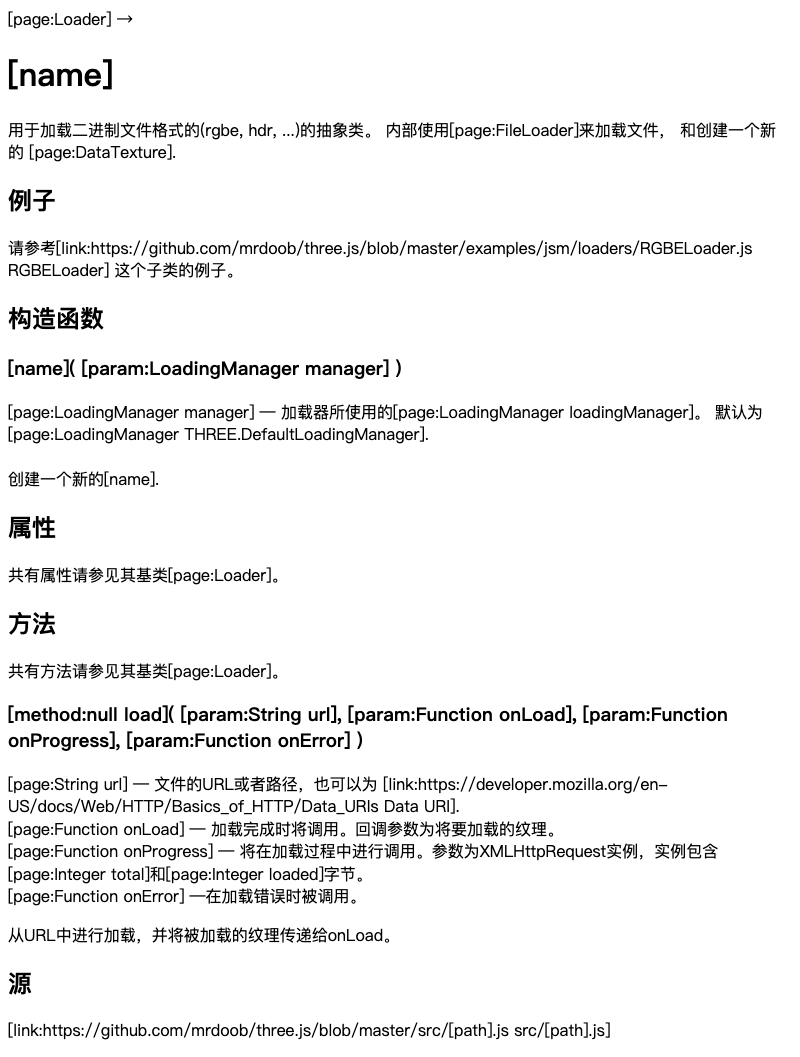 [page:Loader] →
[name]
用于加载二进制文件格式的(rgbe, hdr, ...)的抽象类。 内部使用[page:FileLoader]来加载文件， 和创建一个新
的 [page:DataTexture].
例子
请参考[link:https://github.com/mrdoob/three.js/blob/master/examples/jsm/loaders/RGBELoader.js
RGBELoader] 这个子类的例子。
构造函数
[name]( [param:LoadingManager manager] )
[page:LoadingManager manager] — 加载器所使用的[page:LoadingManager loadingManager]。 默认为
[page:LoadingManager THREE.DefaultLoadingManager].
创建一个新的[name].
属性
共有属性请参见其基类[page:Loader]。
方法
共有方法请参见其基类[page:Loader]。
[method:null load]( [param:String url], [param:Function onLoad], [param:Function
onProgress], [param:Function onError] )
[page:String url] — 文件的URL或者路径，也可以为 [link:https://developer.mozilla.org/en-
US/docs/Web/HTTP/Basics_of_HTTP/Data_URIs Data URI].
[page:Function onLoad] — 加载完成时将调用。回调参数为将要加载的纹理。
[page:Function onProgress] — 将在加载过程中进行调用。参数为XMLHttpRequest实例，实例包含
[page:Integer total]和[page:Integer loaded]字节。
[page:Function onError] —在加载错误时被调用。
从URL中进行加载，并将被加载的纹理传递给onLoad。
源
[link:https://github.com/mrdoob/three.js/blob/master/src/[path].js src/[path].js]